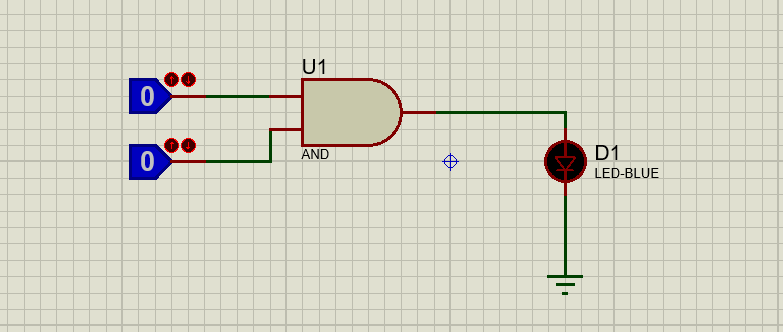 U1
0
0
AND
D1
LED-BLUE